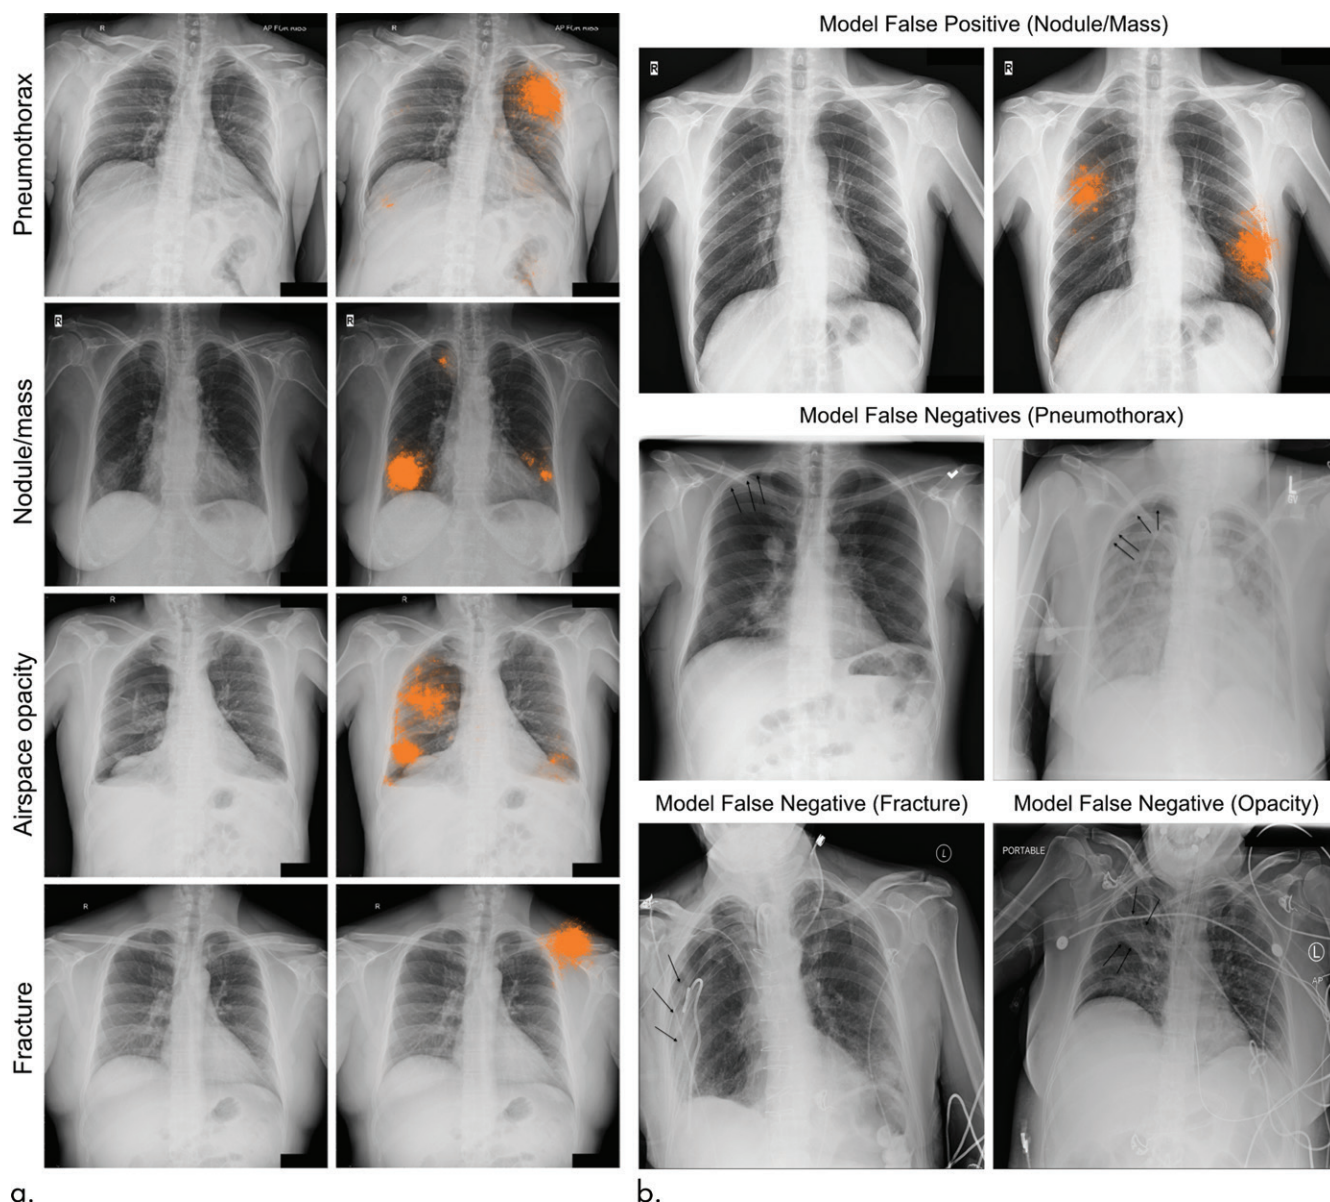 Pneumothorax
R
R
Nodule/mass
R
R
Airspace opacity
R
R
Fracture
R
R
a.
Model False Positive (Nodule/Mass)
R
R
Model False Negatives (Pneumothorax)
L
Model False Negative (Fracture)
Model False Negative (Opacity)
L
PORTABLE
L
AP
b.